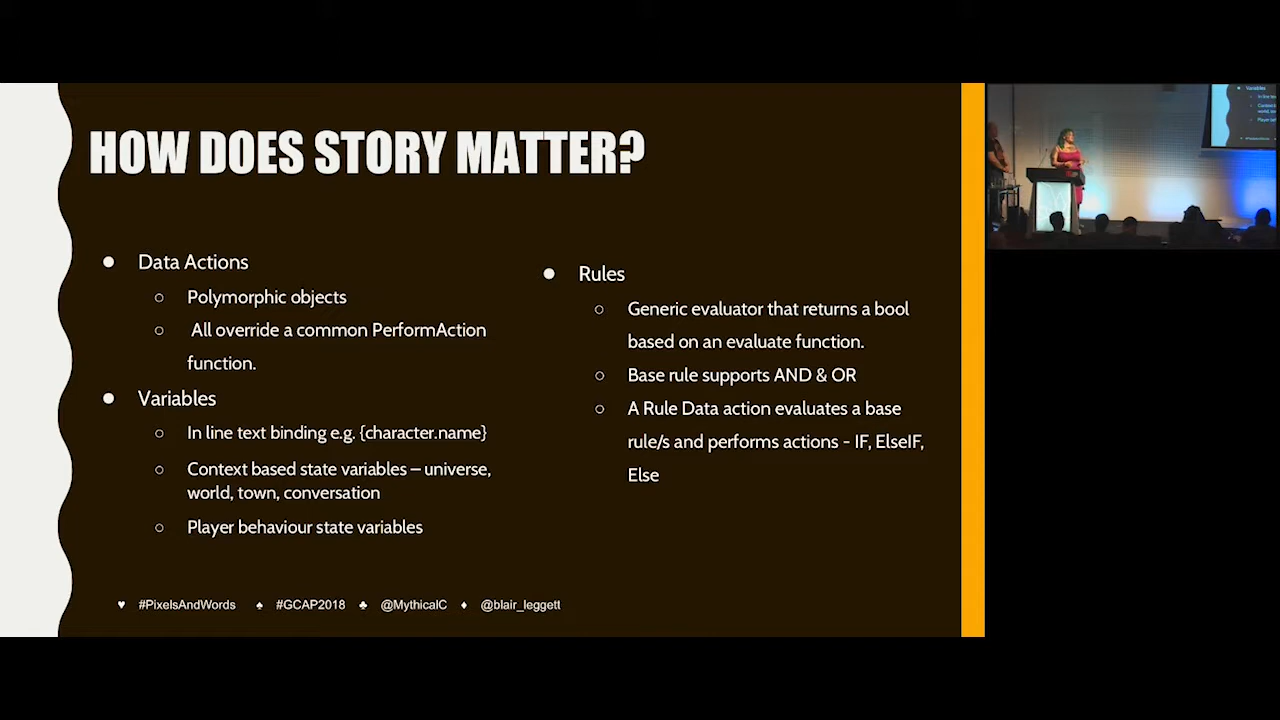 HOW DOES STORY MATTER?
Data Actions
Polymorphic objects
All override a common PerformAction
function.
Variables
In line text binding e.g. {character.name}
Context based state variables – universe,
world, town, conversation
Player behaviour state variables
Rules
Generic evaluator that returns a bool
based on an evaluate function.
Base rule supports AND & OR
A Rule Data action evaluates a base
rule/s and performs actions - IF, ElseIF,
Else
♥ #PixelsAndWords ♠ #GCAP2018 ♣ @MythicalC ♦ @blair_leggett
Variables